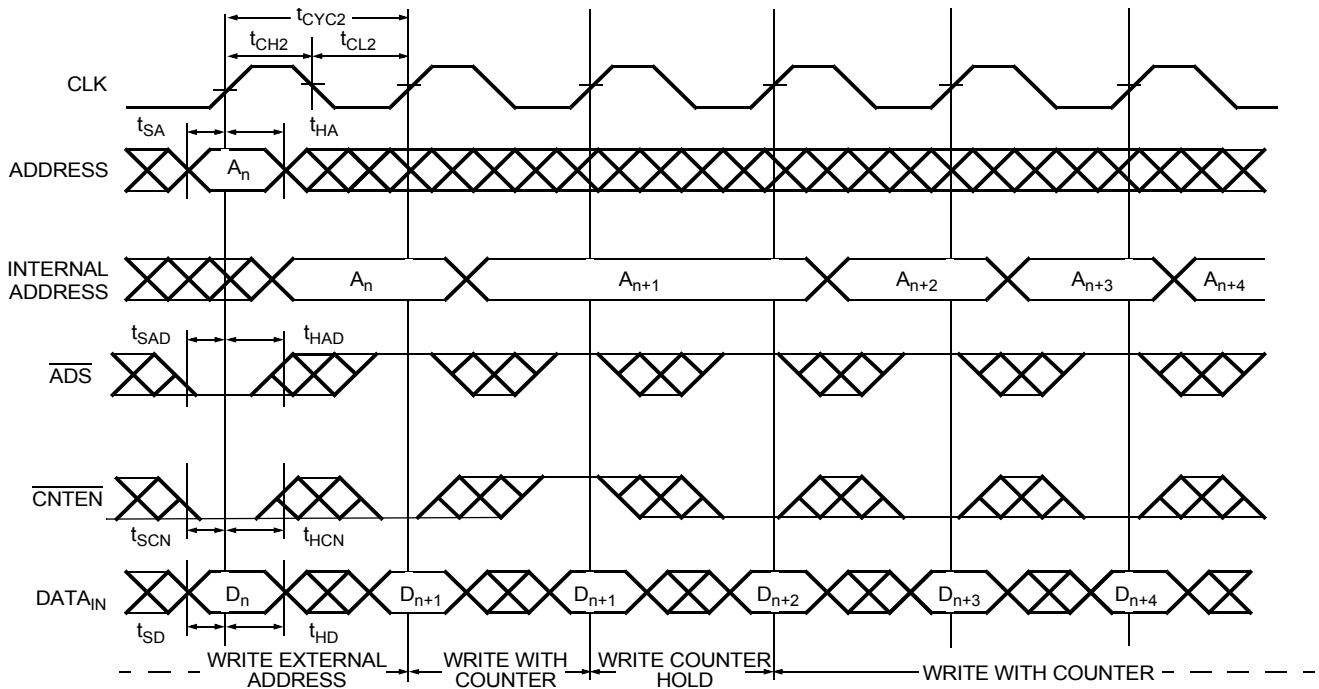 tCYC2
tCH2 tCL2
CLK
tSA tHA
ADDRESS An
INTERNAL ADDRESS An An+1 An+2 An+3 An+4
tSAD tHAD
ADS
CNTEN
tSCN tHCN
DATAIN Dn Dn+1 Dn+1 Dn+2 Dn+3 Dn+4
tSD tHD
WRITE EXTERNAL ADDRESS
WRITE WITH COUNTER
WRITE COUNTER HOLD
WRITE WITH COUNTER